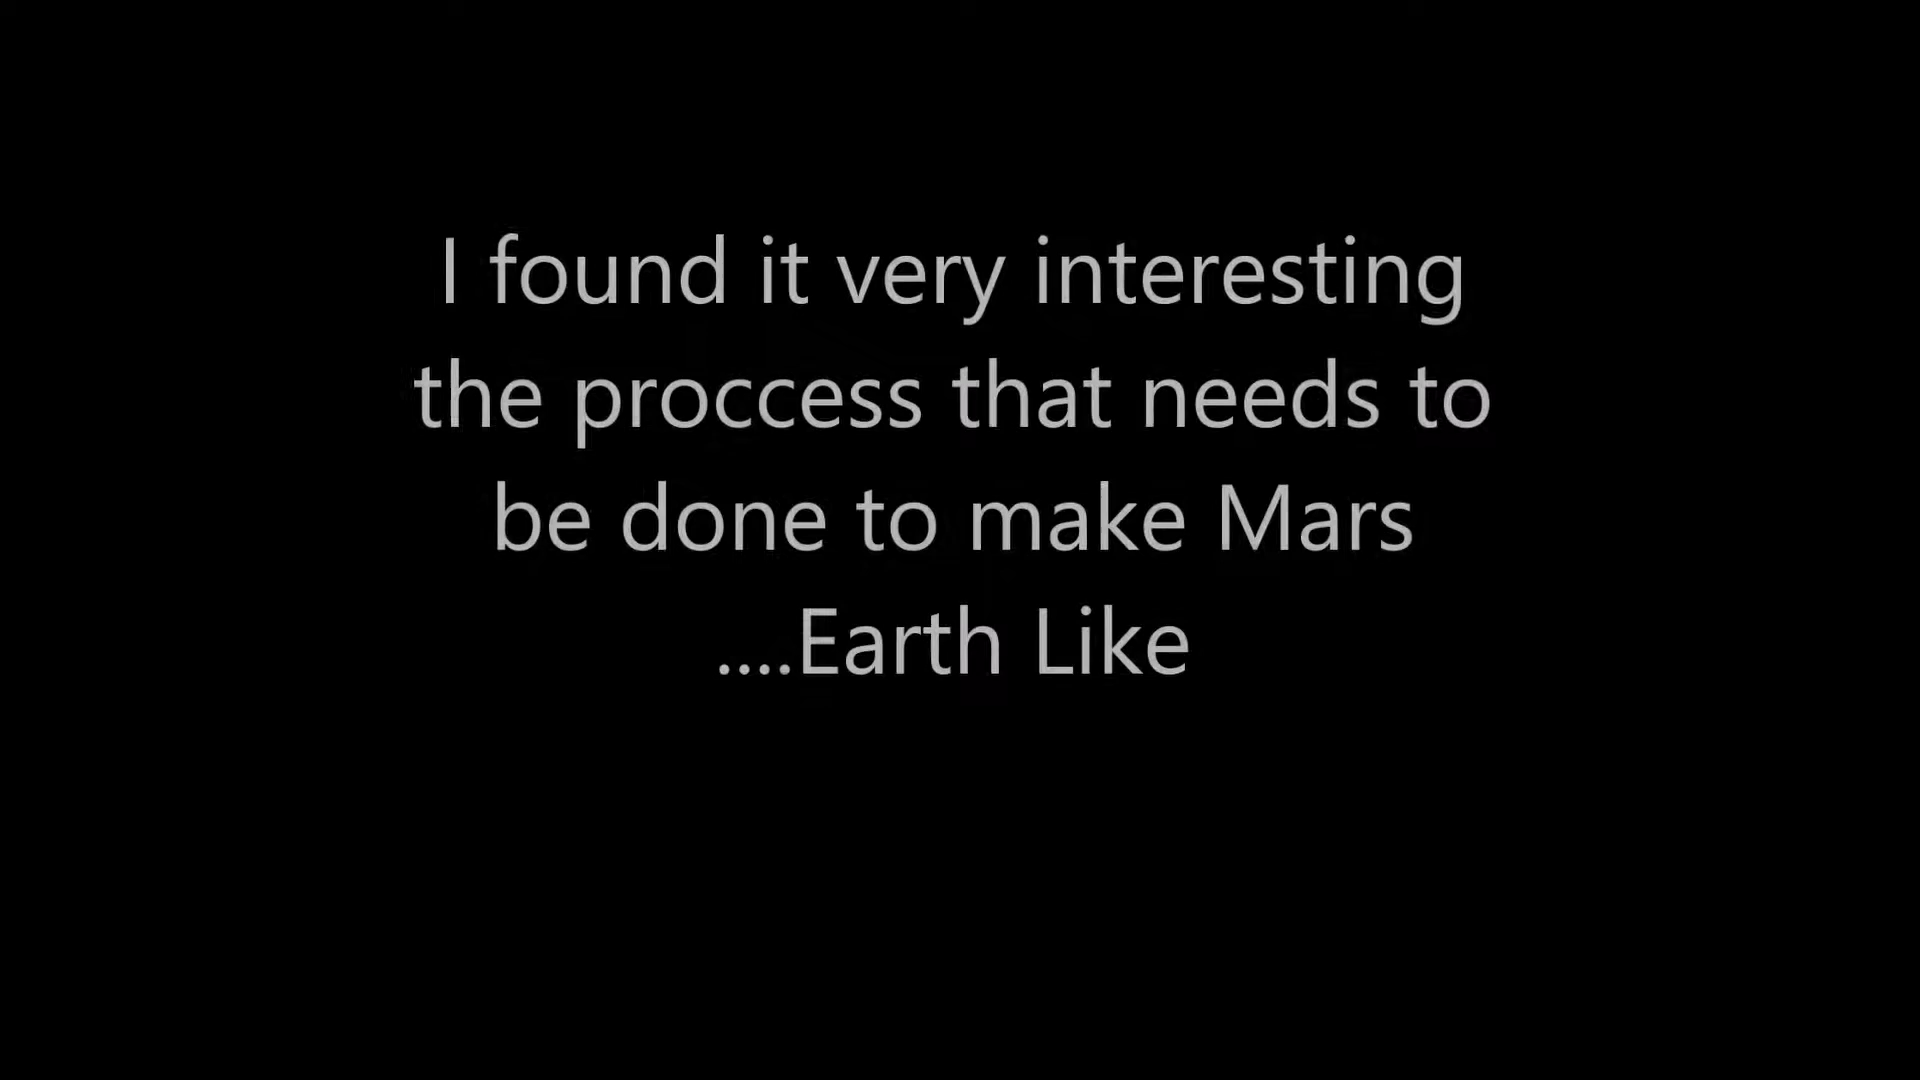 I found it very interesting
the proccess that needs to
be done to make Mars
....Earth Like